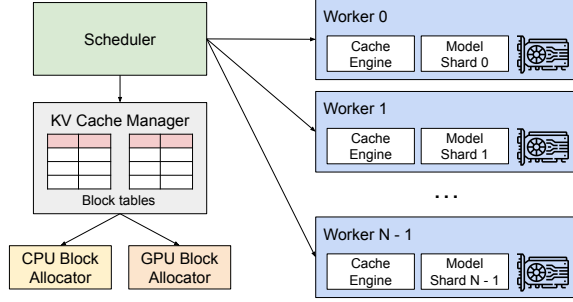 Scheduler
KV Cache Manager
Block tables
CPU Block
Allocator
GPU Block
Allocator
Worker 0
Cache
Engine
Model
Shard 0
Worker 1
Cache
Engine
Model
Shard 1
...
Worker N - 1
Cache
Engine
Model
Shard N - 1